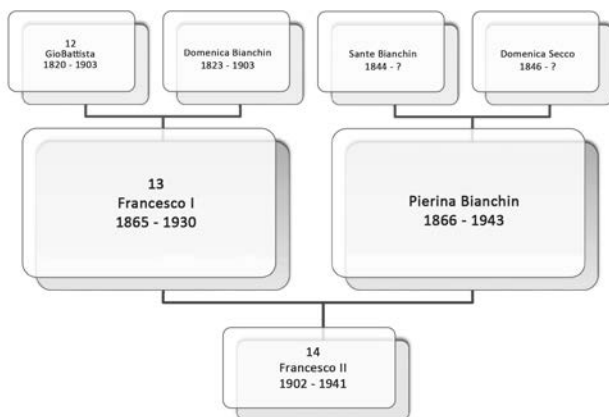 12
GioBattista
1820 - 1903
Domenica Bianchin
1823 - 1903
Sante Bianchin
1844 - ?
Domenica Secco
1846 - ?
13
Francesco I
1865 - 1930
Pierina Bianchin
1866 - 1943
14
Francesco II
1902 - 1941